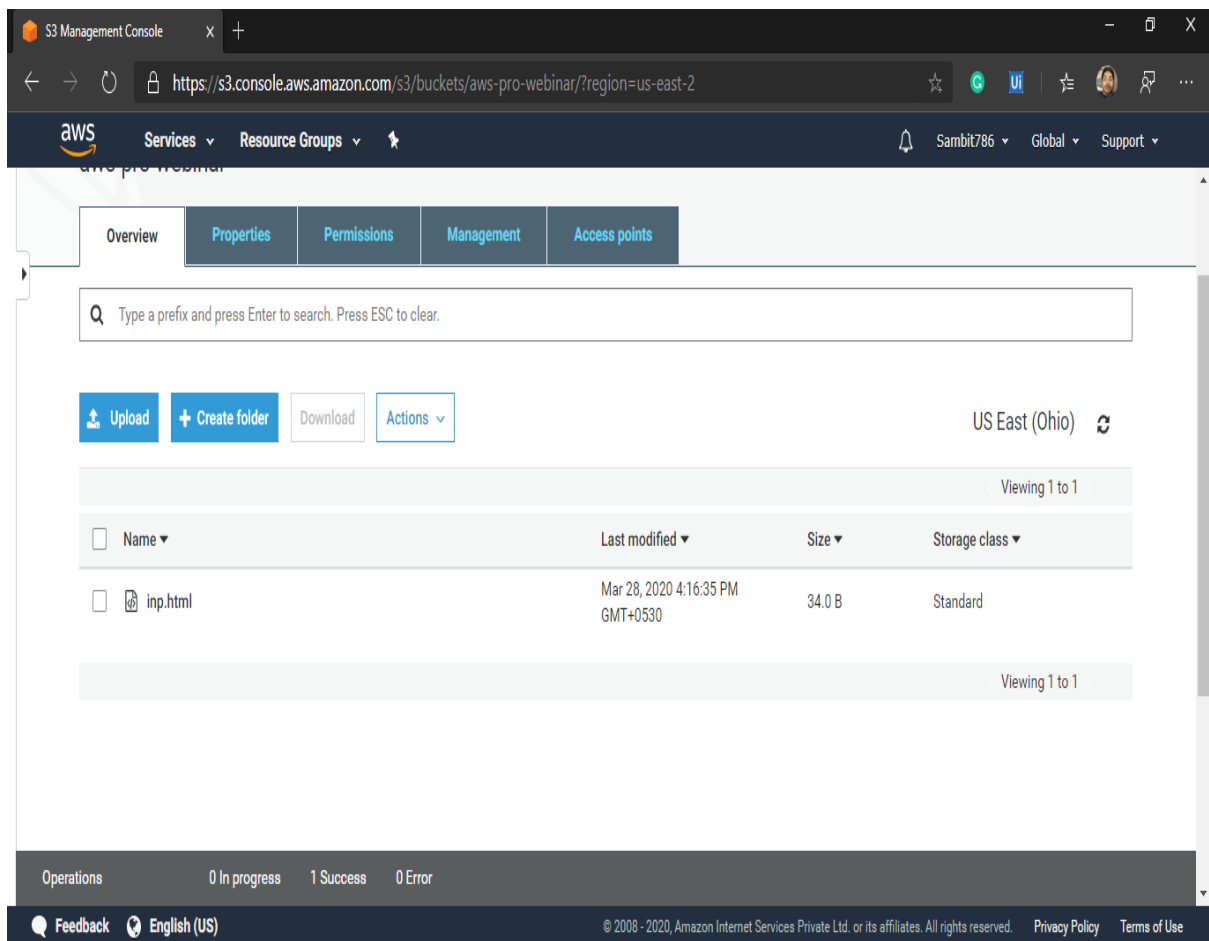 S3 Management Console
https://s3.console.aws.amazon.com/s3/buckets/aws-pro-webinar/?region=us-east-2
G
Ui
aws
Services
Resource Groups
Sambit786
Global
Support
aws-pro-webinar
Overview
Properties
Permissions
Management
Access points
Type a prefix and press Enter to search. Press ESC to clear.
Upload
+ Create folder
Download
Actions
US East (Ohio)
Viewing 1 to 1
Name
Last modified
Size
Storage class
inp.html
Mar 28, 2020 4:16:35 PM
GMT+0530
34.0 B
Standard
Viewing 1 to 1
Operations
0 In progress
1 Success
0 Error
Feedback
English (US)
© 2008 - 2020, Amazon Internet Services Private Ltd. or its affiliates. All rights reserved.
Privacy Policy
Terms of Use